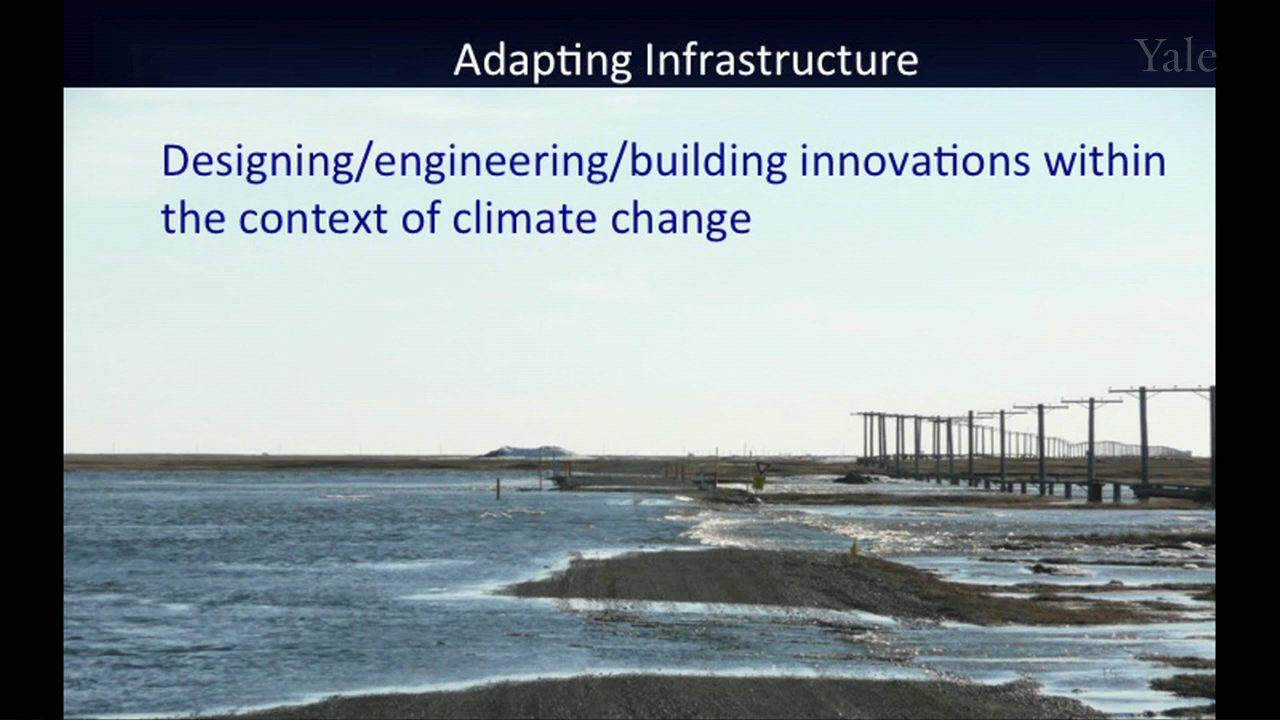 Adapting Infrastructure
Yale
Designing/engineering/building innovations within
the context of climate change